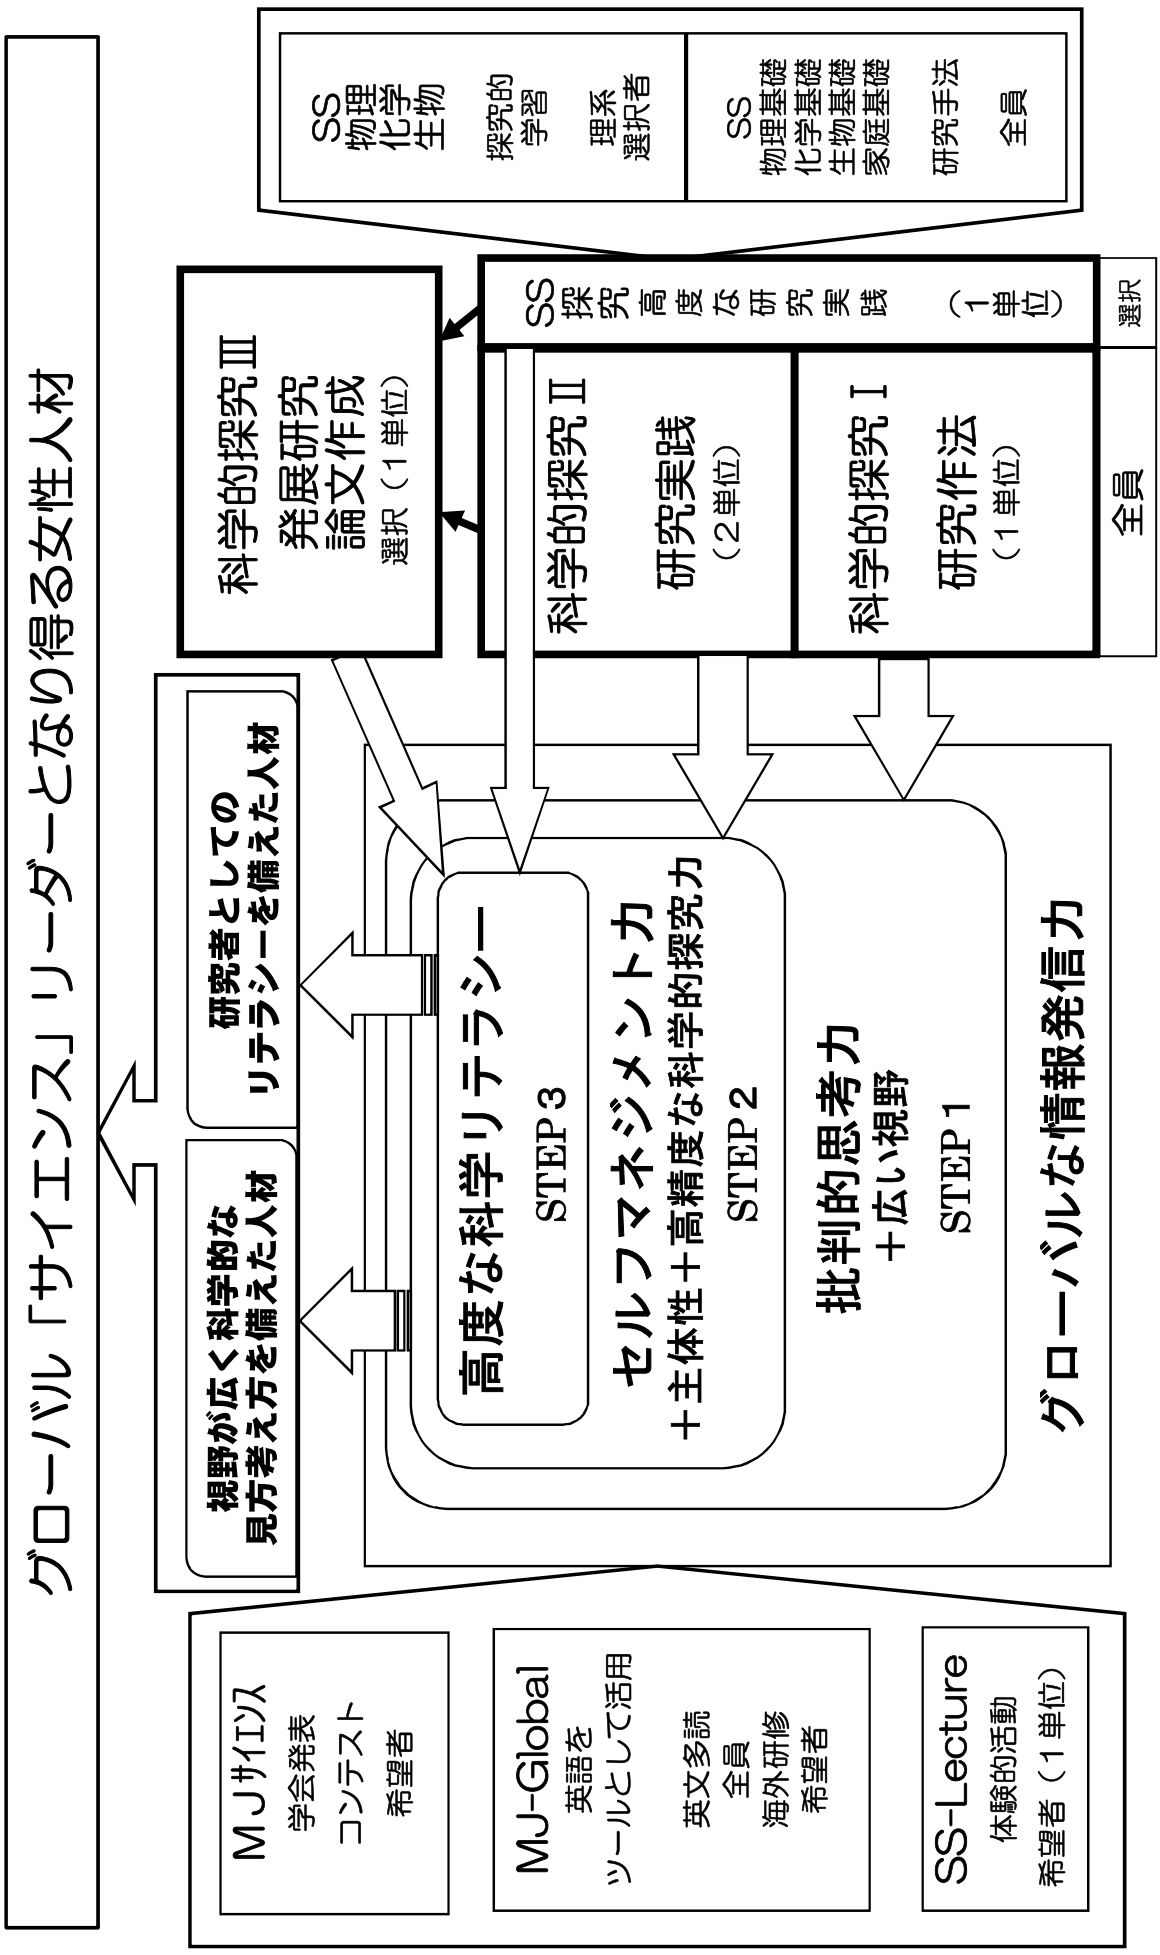 グローバル「サイエンス」リーダーとなり得る女性人材
視野が広く科学的な
見方考え方を備えた人材
研究者としての
リテラシーを備えた人材
ＭＪサイエンス
学会発表
コンテスト
希望者
MJ-Global
英語を
ツールとして活用
英文多読
全員
海外研修
希望者
SS-Lecture
体験的活動
希望者（１単位）
高度な科学リテラシー
STEP３
セルフマネジメント力
＋主体性＋高精度な科学的探究力
STEP２
批判的思考力
＋広い視野
STEP１
グローバルな情報発信力
科学的探究Ⅲ
発展研究
論文作成
選択（１単位）
科学的探究Ⅱ
研究実践
（２単位）
科学的探究Ⅰ
研究作法
（１単位）
全員
SS探究高度な研究実践　（１単位）
選択
SS
物理
化学
生物
探究的
学習
理系
選択者
SS
物理基礎
化学基礎
生物基礎
家庭基礎
研究手法
全員